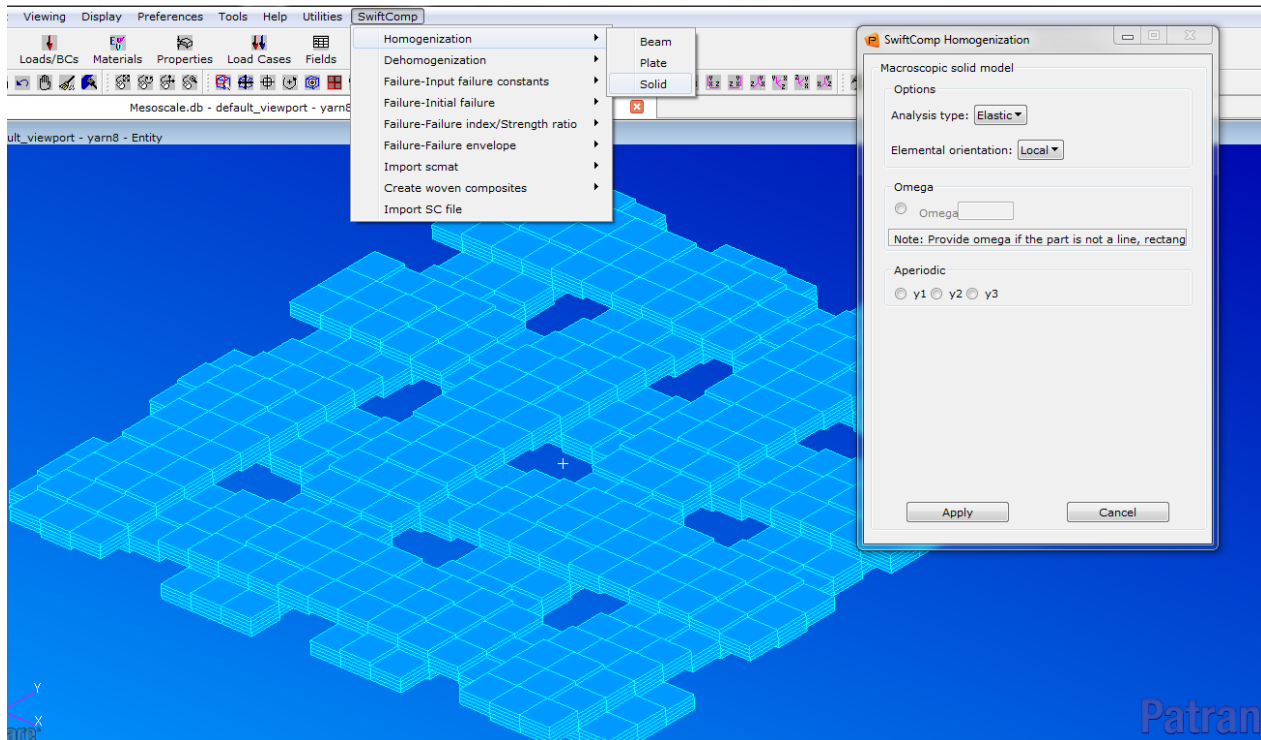 Viewing Display Preferences Tools Help Utilities SwiftComp
Loads/BCs Materials Properties Load Cases Fields
Mesoscale.db - default_viewport - yarn8
ult_viewport - yarn8 - Entity
Homogenization
Dehomogenization
Failure-Input failure constants
Failure-Initial failure
Failure-Failure index/Strength ratio
Failure-Failure envelope
Import scmat
Create woven composites
Import SC file
Beam
Plate
Solid
SwiftComp Homogenization
Macroscopic solid model
Options
Analysis type: Elastic
Elemental orientation: Local
Omega
Omega
Note: Provide omega if the part is not a line, rectang
Aperiodic
y1 y2 y3
Apply Cancel
Y
X
Patran